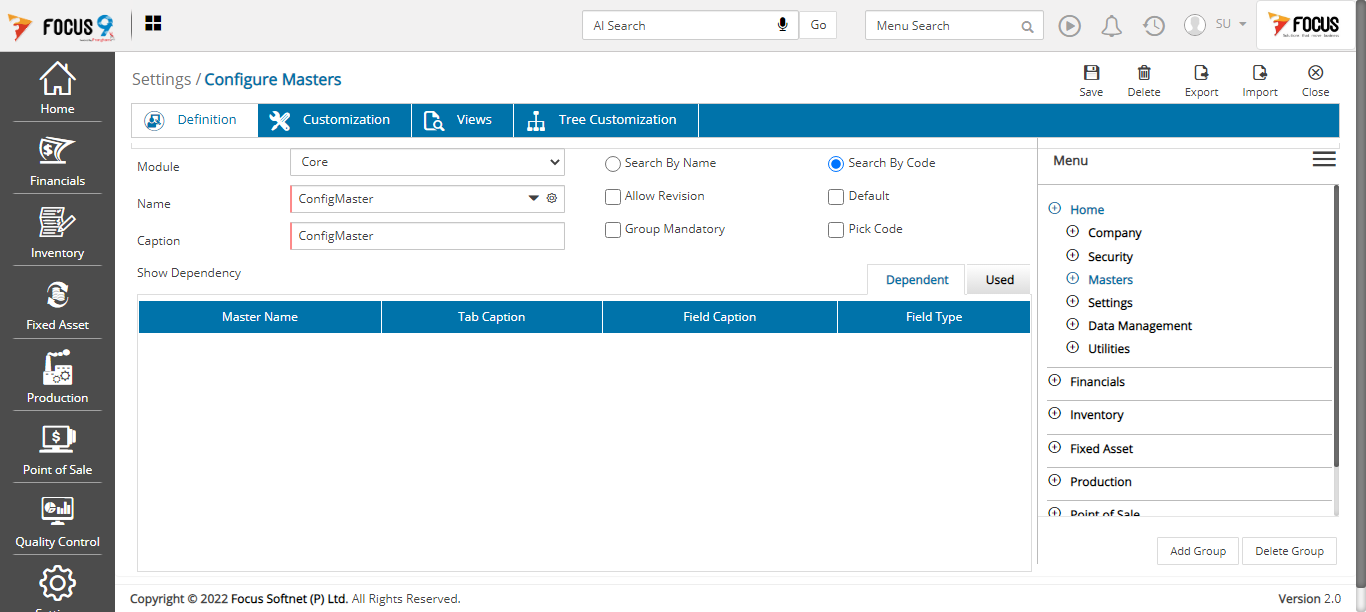 FOCUS 9
AI Search
Go
Menu Search
SU
FOCUS
Home
Financials
Inventory
Fixed Asset
Production
Point of Sale
Quality Control
Settings / Configure Masters
Save
Delete
Export
Import
Close
Definition
Customization
Views
Tree Customization
Module
Core
Search By Name
Search By Code
Name
ConfigMaster
Allow Revision
Default
Caption
ConfigMaster
Group Mandatory
Pick Code
Show Dependency
Dependent
Used
Master Name
Tab Caption
Field Caption
Field Type
Menu
Home
Company
Security
Masters
Settings
Data Management
Utilities
Financials
Inventory
Fixed Asset
Production
Point of Sale
Add Group
Delete Group
Copyright © 2022 Focus Softnet (P) Ltd. All Rights Reserved.
Version 2.0